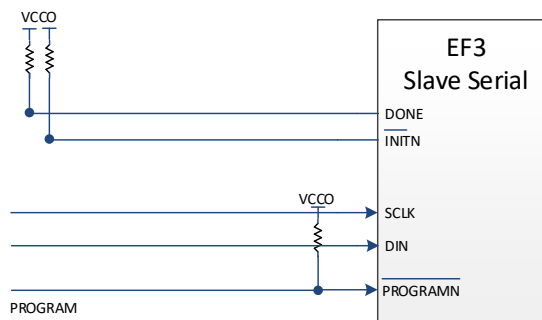 VCCO
EF3
Slave Serial
DONE
INITN
VCCO
SCLK
DIN
PROGRAMN
PROGRAM